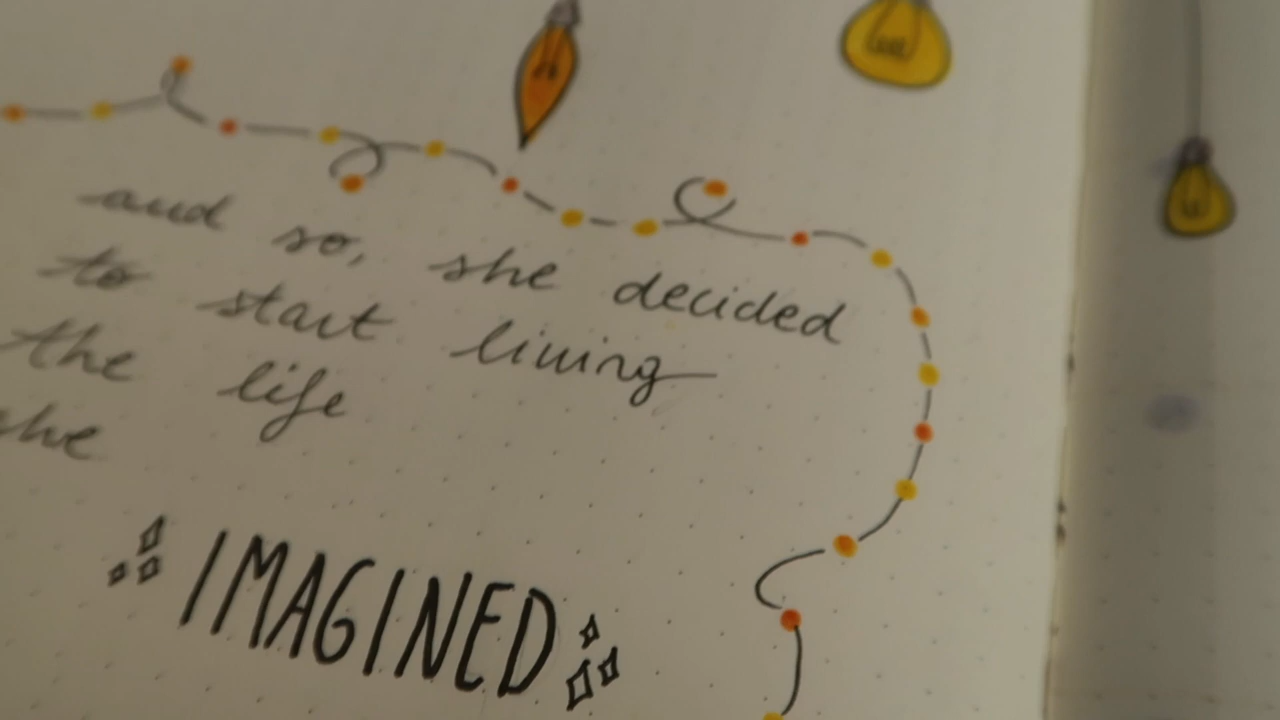 and so, she decided
to start living
the life
she
IMAGINED